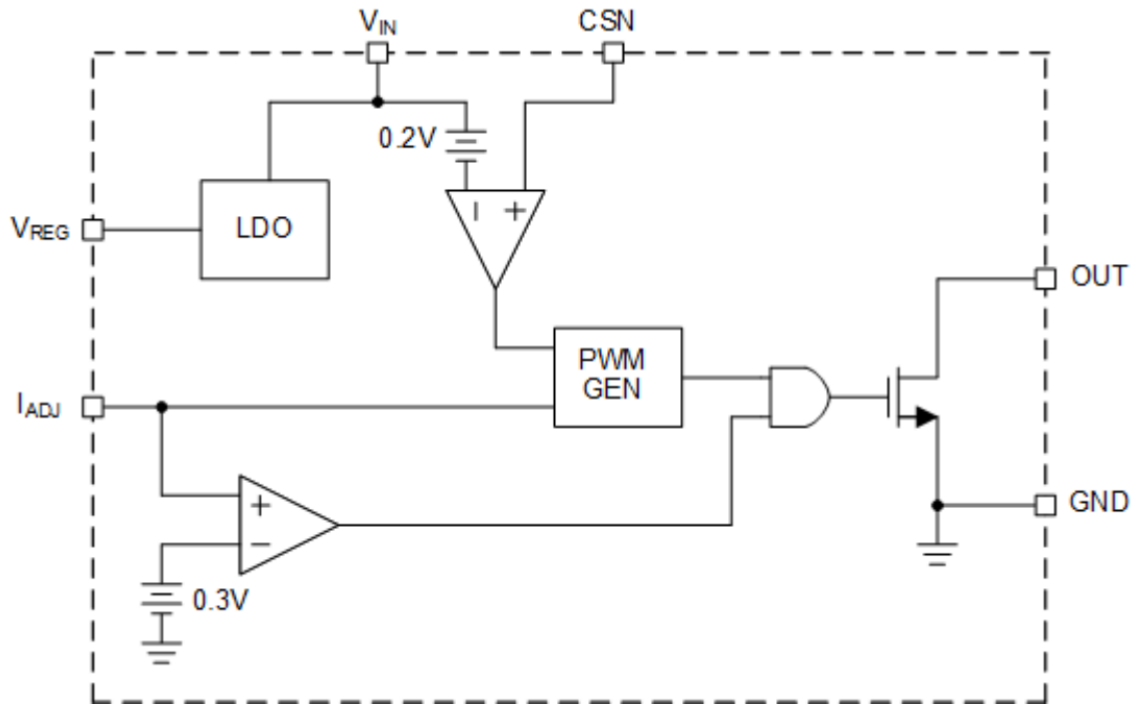 VIN
CSN
0.2V
− +
VREG
LDO
OUT
PWM
GEN
IADJ
+
−
GND
0.3V